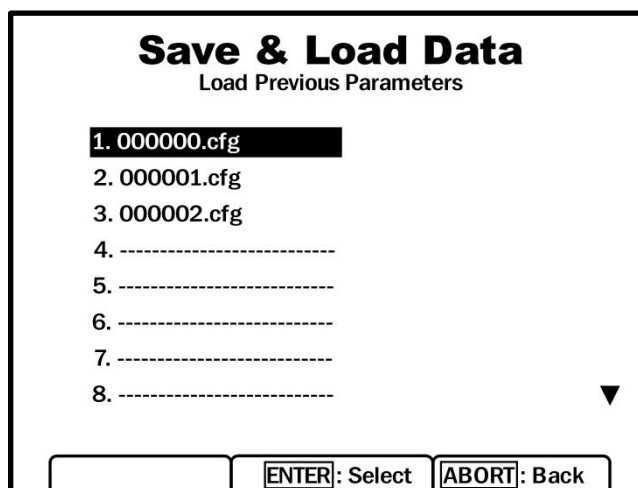 Save & Load Data
Load Previous Parameters
1. 000000.cfg
2. 000001.cfg
3. 000002.cfg
4. ---------------------------
5. ---------------------------
6. ---------------------------
7. ---------------------------
8. ---------------------------
▼
ENTER: Select ABORT: Back